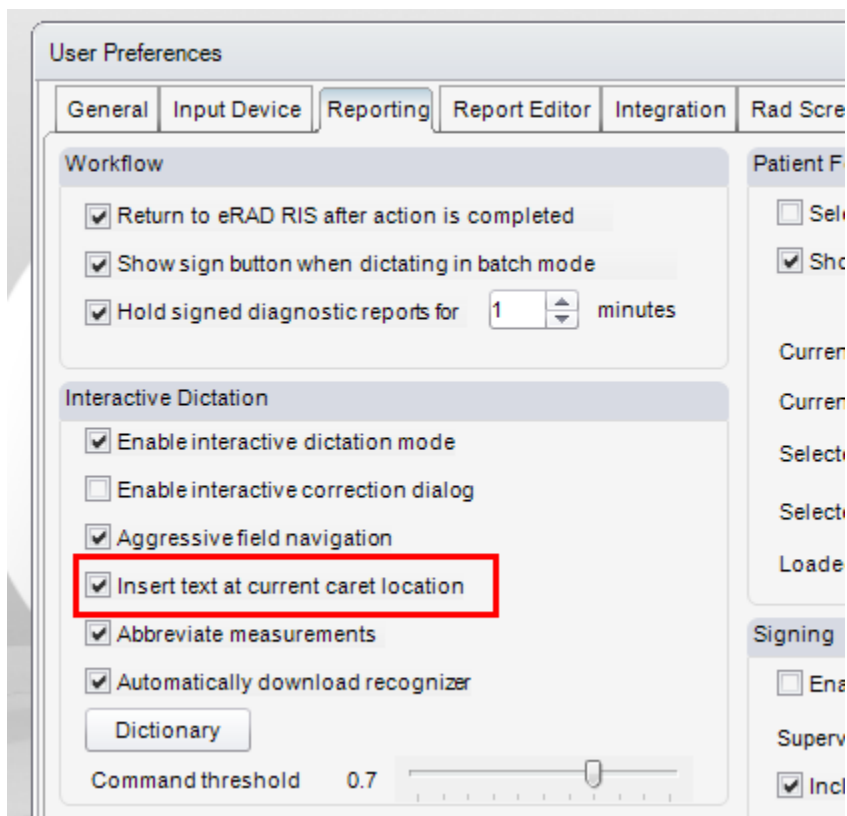 User Preferences
General Input Device Reporting Report Editor Integration Rad
Workflow
Return to eRAD RIS after action is completed
Show sign button when dictating in batch mode
Hold signed diagnostic reports for 1 minutes
Interactive Dictation
Enable interactive dictation mode
Enable interactive correction dialog
Aggressive field navigation
Insert text at current caret location
Abbreviate measurements
Automatically download recognizer
Dictionary
Command threshold 0.7
Patient
Signing